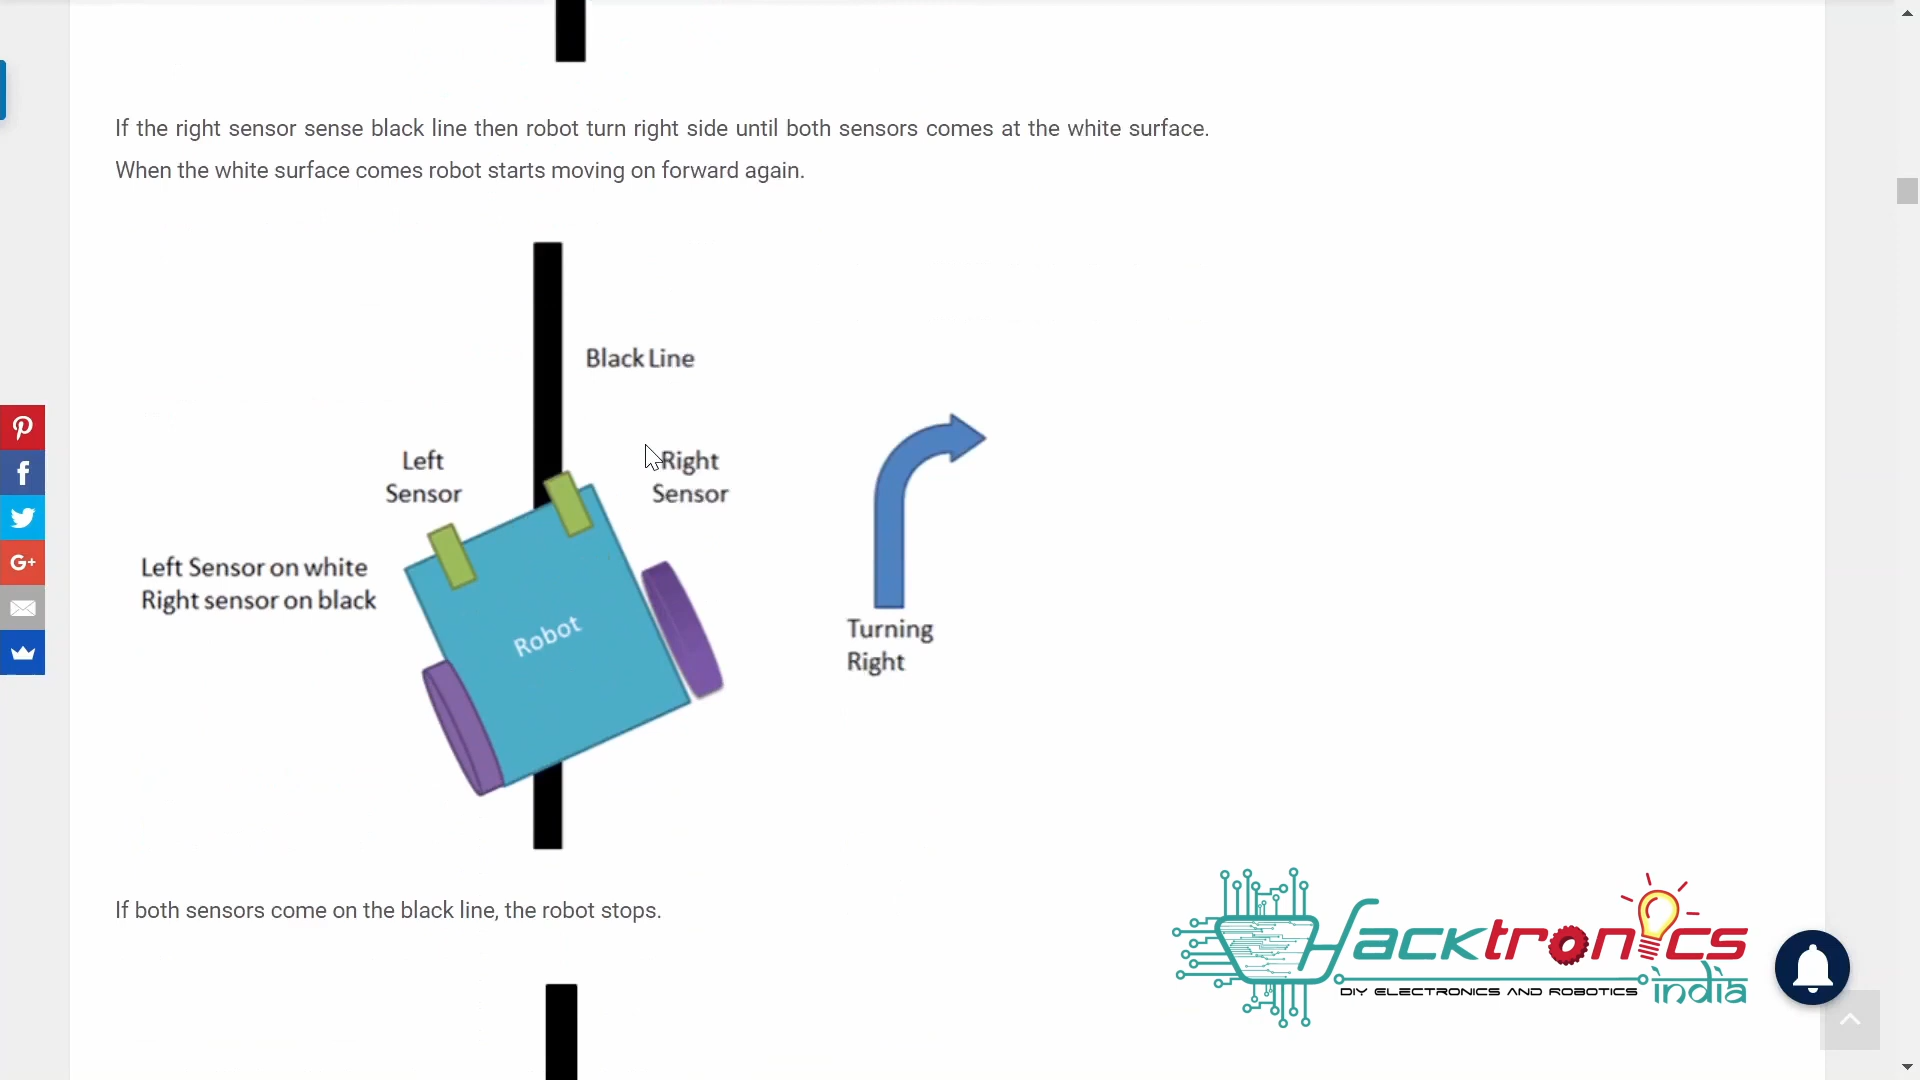 If the right sensor sense black line then robot turn right side until both sensors comes at the white surface.
When the white surface comes robot starts moving on forward again.
Black Line
Left
Sensor
Right
Sensor
Left Sensor on white
Right sensor on black
Robot
Turning
Right
If both sensors come on the black line, the robot stops.
Hacktronics
DIY ELECTRONICS AND ROBOTICS
india
G+